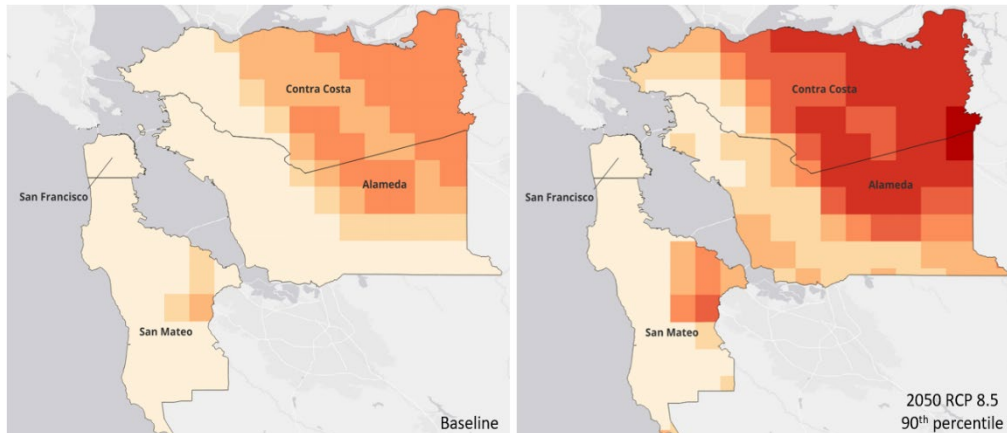 Contra Costa
Alameda
San Francisco
San Mateo
Baseline
Contra Costa
Alameda
San Francisco
San Mateo
2050 RCP 8.5
90th percentile